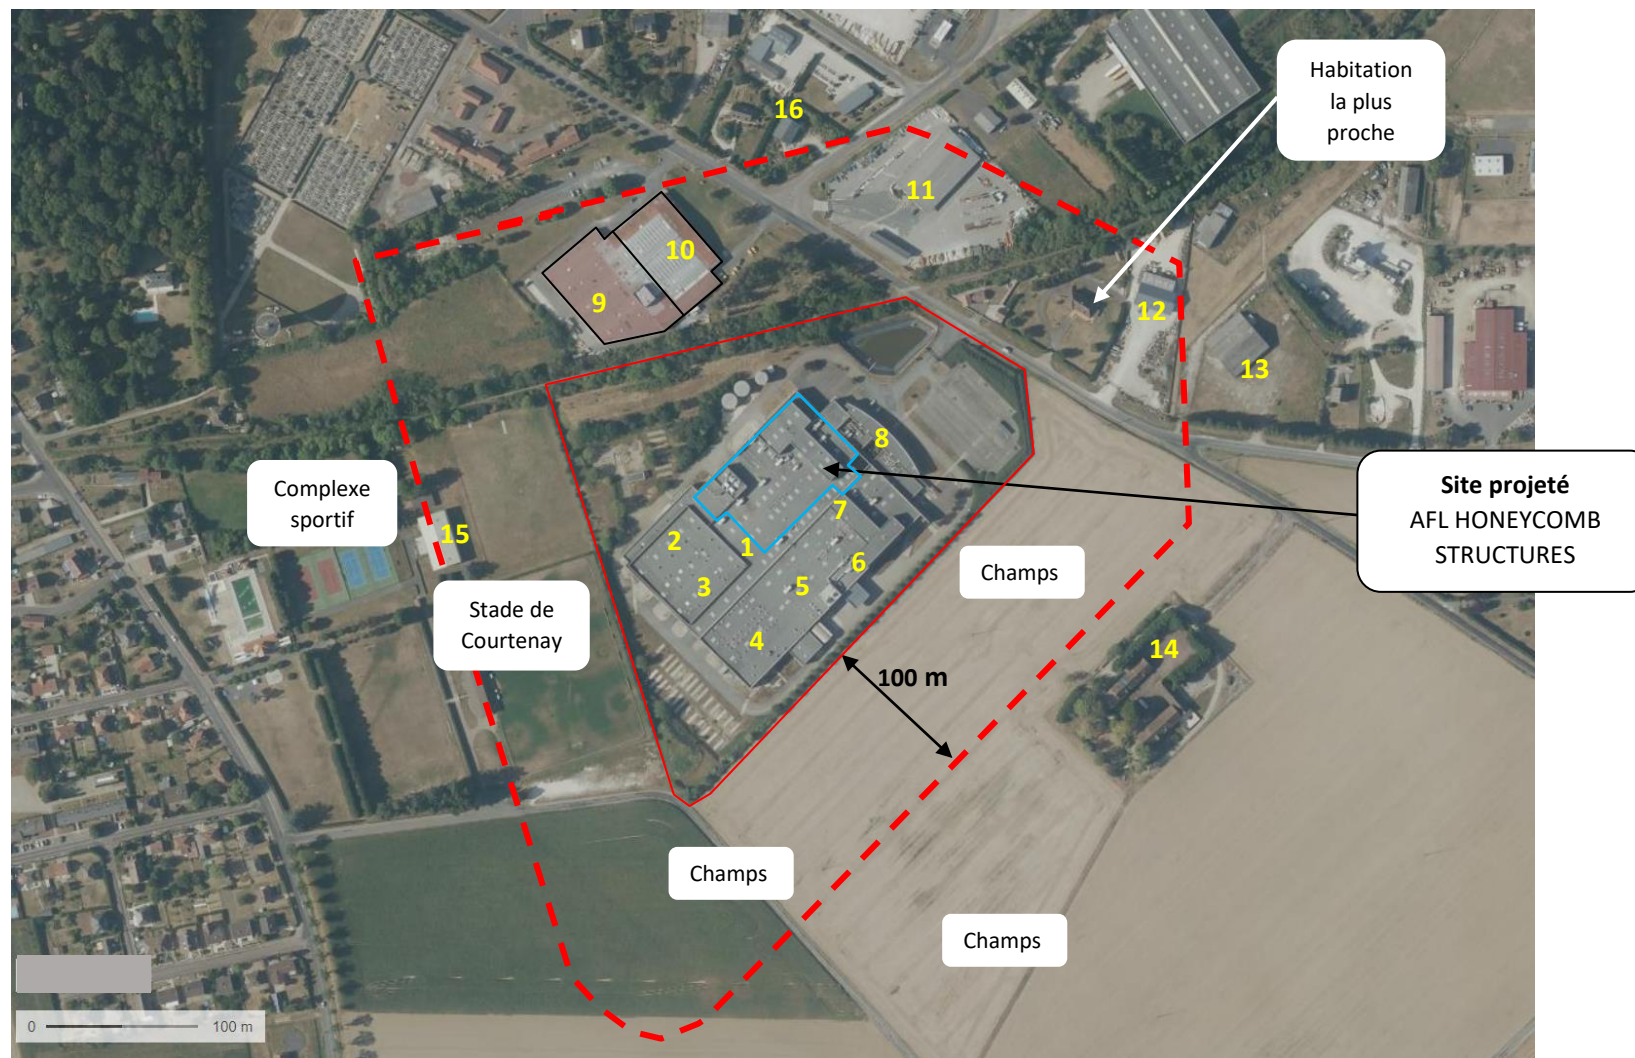 Habitation
la plus
proche
16
11
10
9
12
13
8
Site projeté
AFL HONEYCOMB
STRUCTURES
Complexe
sportif
15
7
2
1
6
3
5
Champs
Stade de
Courtenay
4
14
100 m
Champs
Champs
0
100 m